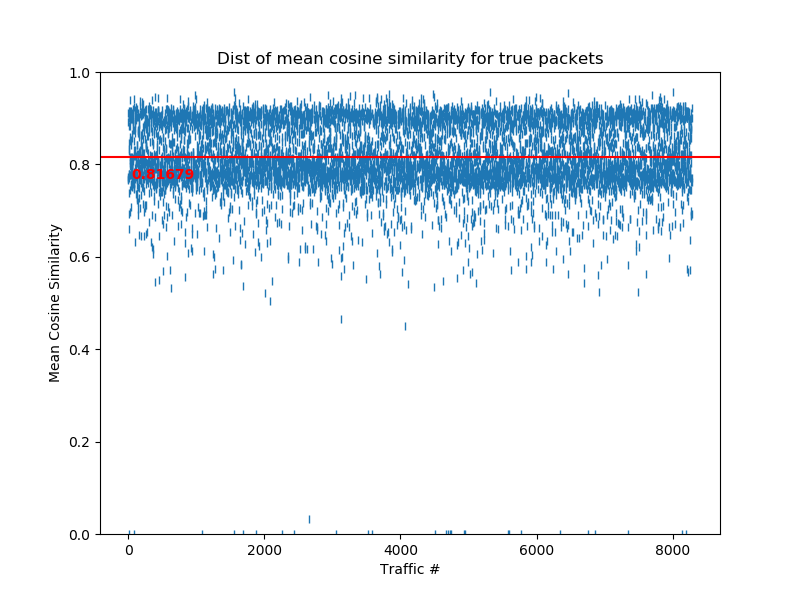 Dist of mean cosine similarity for true packets
1.0
0.8
0.6
0.4
0.2
0.0
Mean Cosine Similarity
0.81679
0 2000 4000 6000 8000
Traffic #